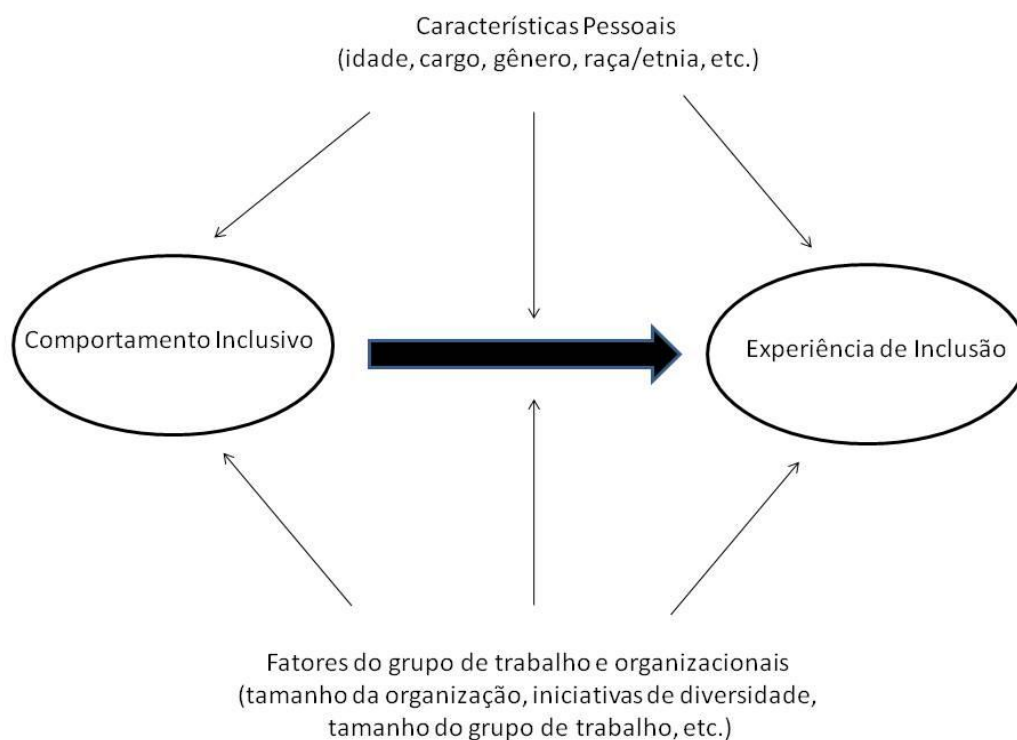 Características Pessoais
(idade, cargo, gênero, raça/etnia, etc.)
Comportamento Inclusivo
Experiência de Inclusão
Fatores do grupo de trabalho e organizacionais
(tamanho da organização, iniciativas de diversidade,
tamanho do grupo de trabalho, etc.)